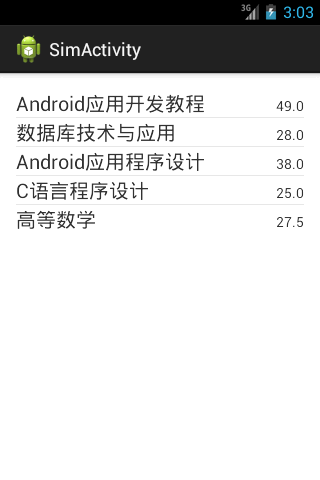 3G 3:03
SimActivity
Android应用开发教程 49.0
数据库技术与应用 28.0
Android应用程序设计 38.0
C语言程序设计 25.0
高等数学 27.5